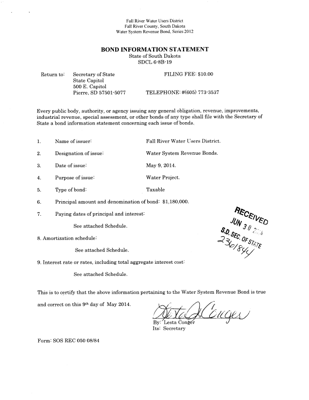 Fall River Water Users District
Fall River County, South Dakota
Water System Revenue Bond, Series 2012
BOND INFORMATION STATEMENT
State of South Dakota
SDCL 6-8B-19
Return to: Secretary of State FILING FEE: $10.00
State Capitol
500 E. Capitol
Pierre, SD 57501-5077 TELEPHONE: #(605) 773-3537
Every public body, authority, or agency issuing any general obligation, revenue, improvements,
industrial revenue, special assessment, or other bonds of any type shall file with the Secretary of
State a bond information statement concerning each issue of bonds.
1. Name of issuer: Fall River Water Users District.
2. Designation of issue: Water System Revenue Bonds.
3. Date of issue: May 9, 2014.
4. Purpose of issue: Water Project.
5. Type of bond: Taxable
6. Principal amount and denomination of bond: $1,180,000.
7. Paying dates of principal and interest:
See attached Schedule.
RECEIVED
JUN 30
S.D. SEC. OF STATE
8. Amortization schedule:
See attached Schedule.
9. Interest rate or rates, including total aggregate interest cost:
See attached Schedule.
This is to certify that the above information pertaining to the Water System Revenue Bond is true
and correct on this 9th day of May 2014.
By: Lesta Conger
Its: Secretary
Form: SOS REC 050 08/84